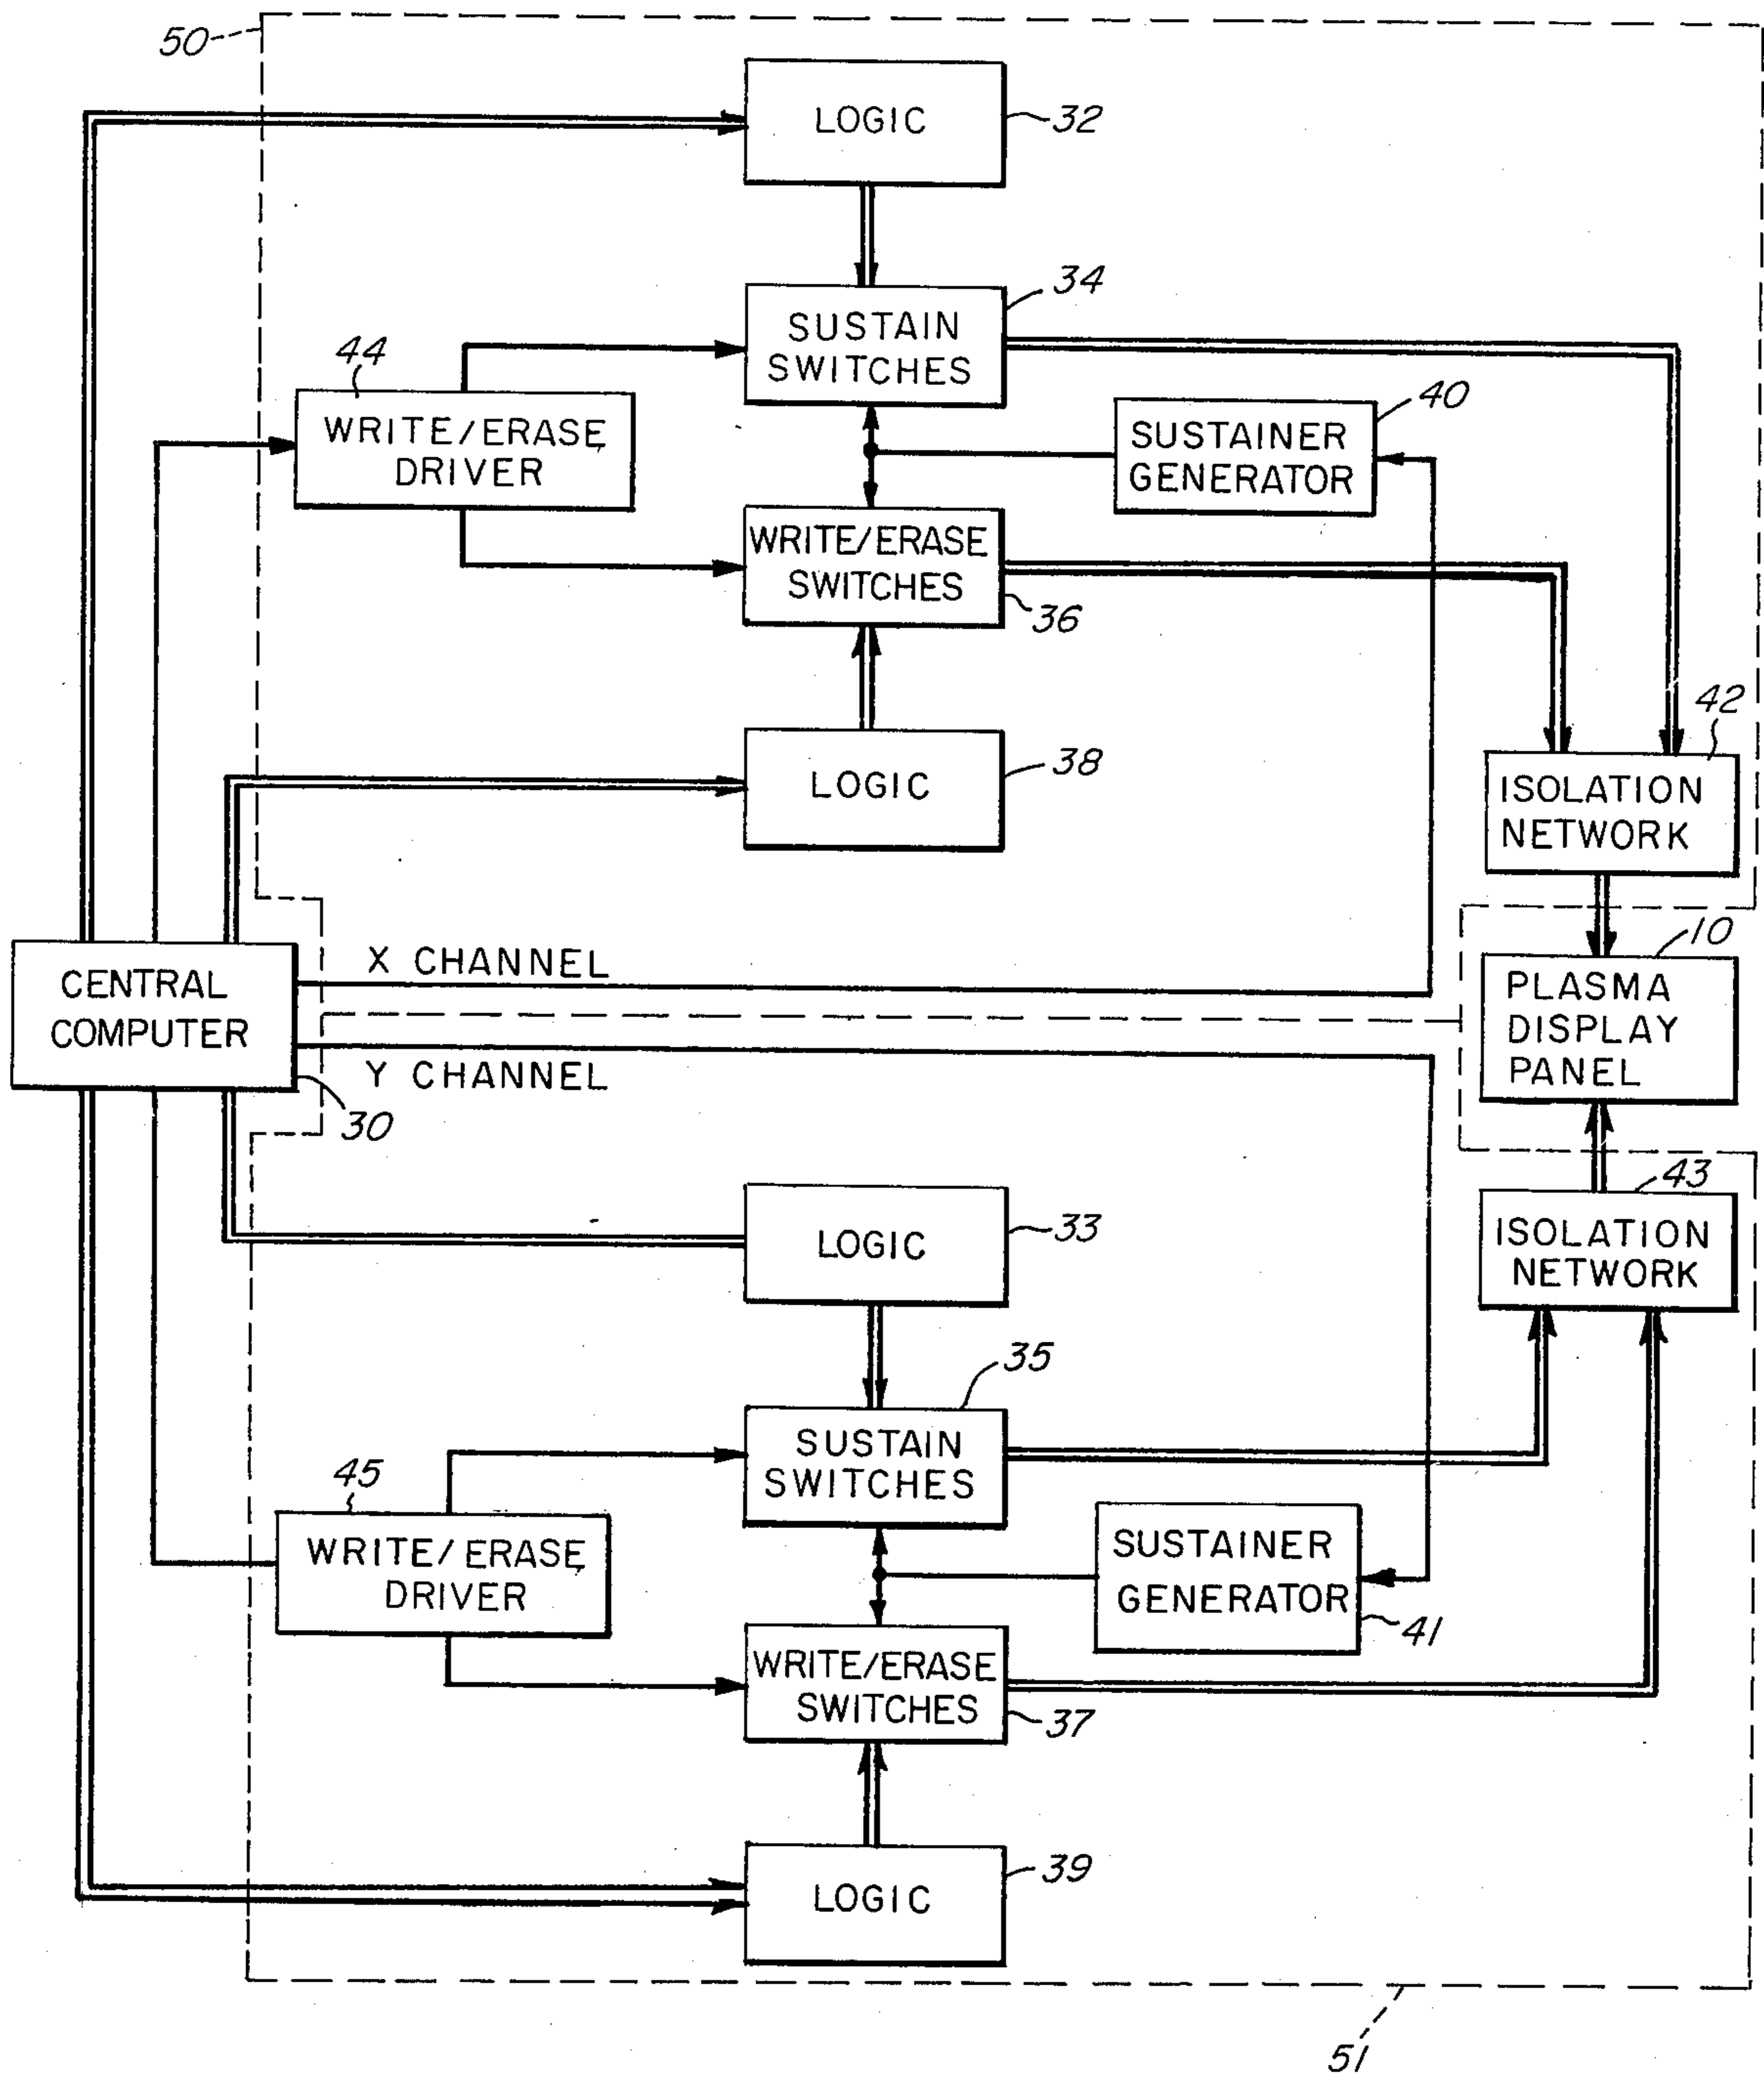 50
LOGIC
32
34
SUSTAIN
SWITCHES
44
WRITE/ERASE
DRIVER
40
SUSTAINER
GENERATOR
WRITE/ERASE
SWITCHES
36
LOGIC
38
42
ISOLATION
NETWORK
10
X CHANNEL
CENTRAL
COMPUTER
PLASMA
DISPLAY
PANEL
Y CHANNEL
30
43
LOGIC
33
ISOLATION
NETWORK
35
SUSTAIN
SWITCHES
45
WRITE/ERASE
DRIVER
SUSTAINER
GENERATOR
41
WRITE/ERASE
SWITCHES
37
LOGIC
39
51